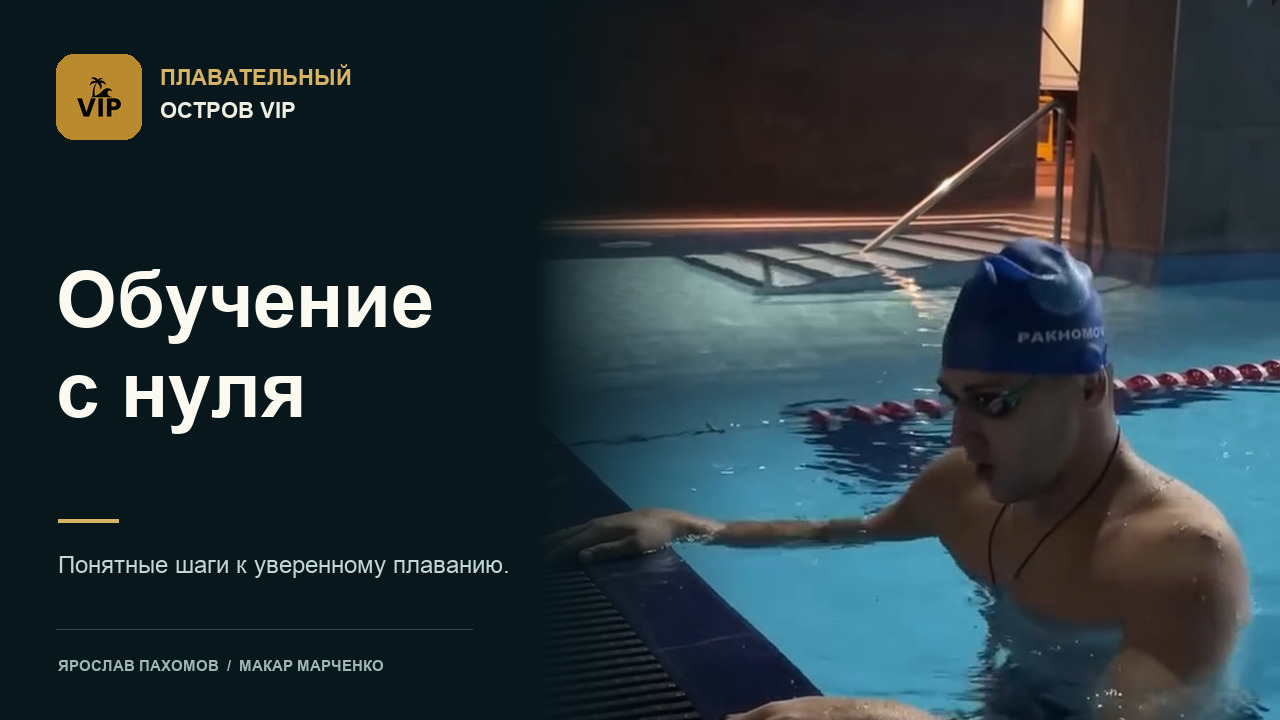 VIP
ПЛАВАТЕЛЬНЫЙ
ОСТРОВ VIP
Обучение
с нуля
PAKHOMOV
Понятные шаги к уверенному плаванию.
ЯРОСЛАВ ПАХОМОВ / МАКАР МАРЧЕНКО